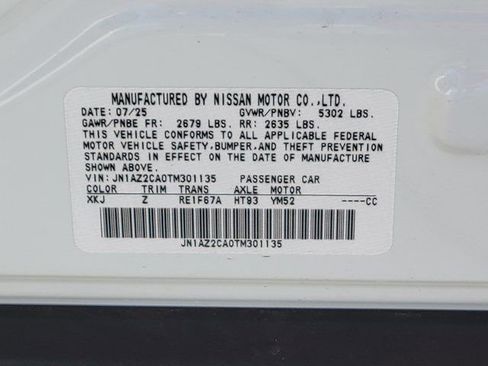 MANUFACTURED BY NISSAN MOTOR CO.,LTD.
DATE: 07/25 GVWR/PNBV: 5302 LBS.
GAWR/PNBE FR: 2679 LBS. RR: 2635 LBS.
THIS VEHICLE CONFORMS TO ALL APPLICABLE FEDERAL
MOTOR VEHICLE SAFETY,BUMPER,AND THEFT PREVENTION
STANDARDS IN EFFECT ON THE DATE OF MANUFACTURE
SHOWN ABOVE.
VIN: JN1AZ2CA0TM301135 PASSENGER CAR
COLOR TRIM TRANS AXLE MOTOR
XKJ Z RE1F67A HT93 YM52 ----CC
JN1AZ2CA0TM301135